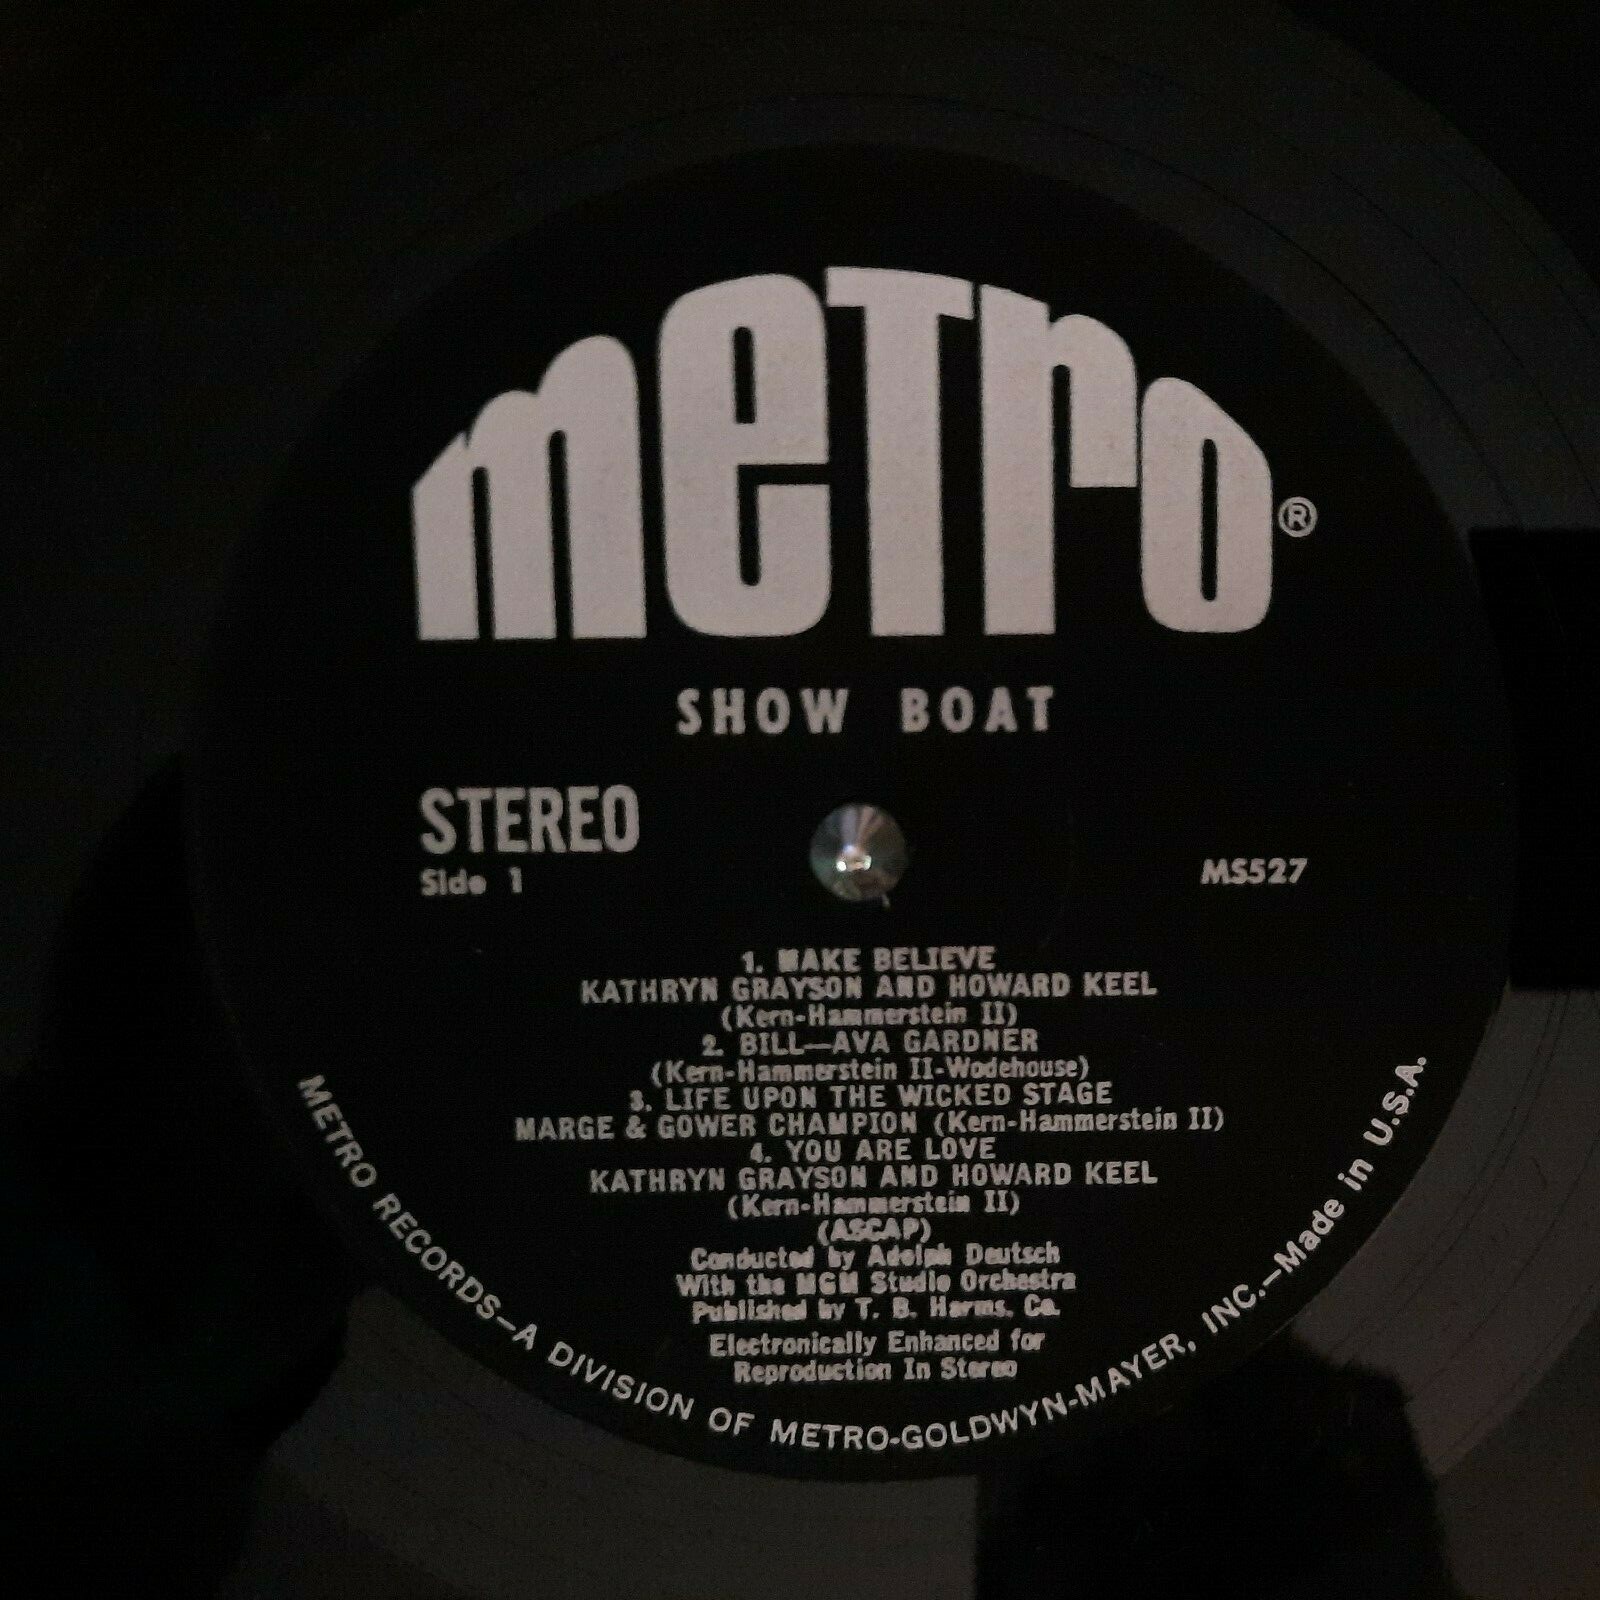 meTro®
SHOW BOAT
STEREO
Side 1
MS527
1. MAKE BELIEVE
KATHRYN GRAYSON AND HOWARD KEEL
(Kern-Hammerstein II)
2. BILL—AVA GARDNER
(Kern-Hammerstein II-Wodehouse)
3. LIFE UPON THE WICKED STAGE
MARGE & GOWER CHAMPION (Kern-Hammerstein II)
4. YOU ARE LOVE
KATHRYN GRAYSON AND HOWARD KEEL
(Kern-Hammerstein II)
(ASCAP)
Conducted by Adolph Deutsch
With the MGM Studio Orchestra
Published by T. B. Harms. Co.
Electronically Enhanced for
Reproduction In Stereo
METRO RECORDS—A DIVISION OF METRO-GOLDWYN-MAYER, INC.—Made in U.S.A.